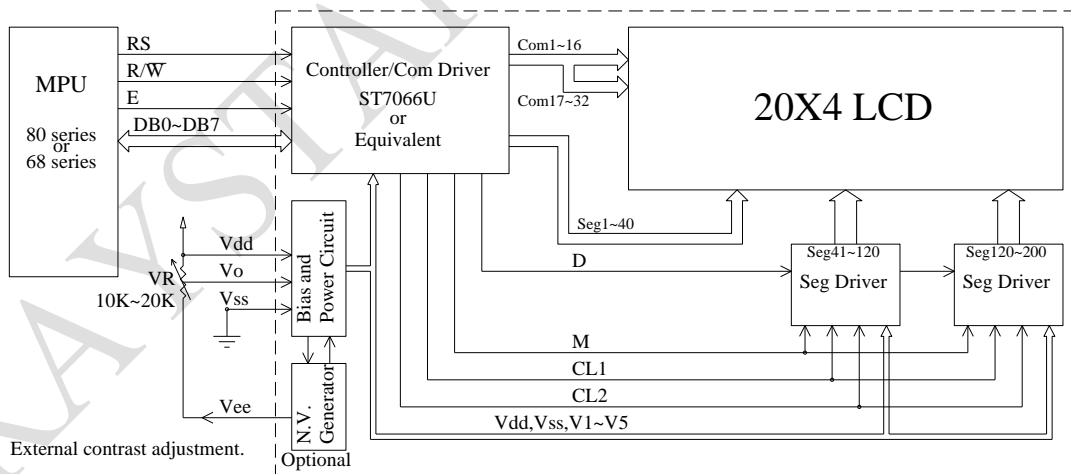 MPU
80 series
or
68 series
RS
R/W
E
DB0~DB7
Controller/Com Driver
ST7066U
or
Equivalent
Com1~16
Com17~32
20X4 LCD
Seg1~40
D
Seg41~120
Seg Driver
Seg120~200
Seg Driver
Vdd
Vo
Vss
VR
10K~20K
Bias and
Power Circuit
M
CL1
CL2
Vdd,Vss,V1~V5
Vee
N.V.
Generator
Optional
External contrast adjustment.